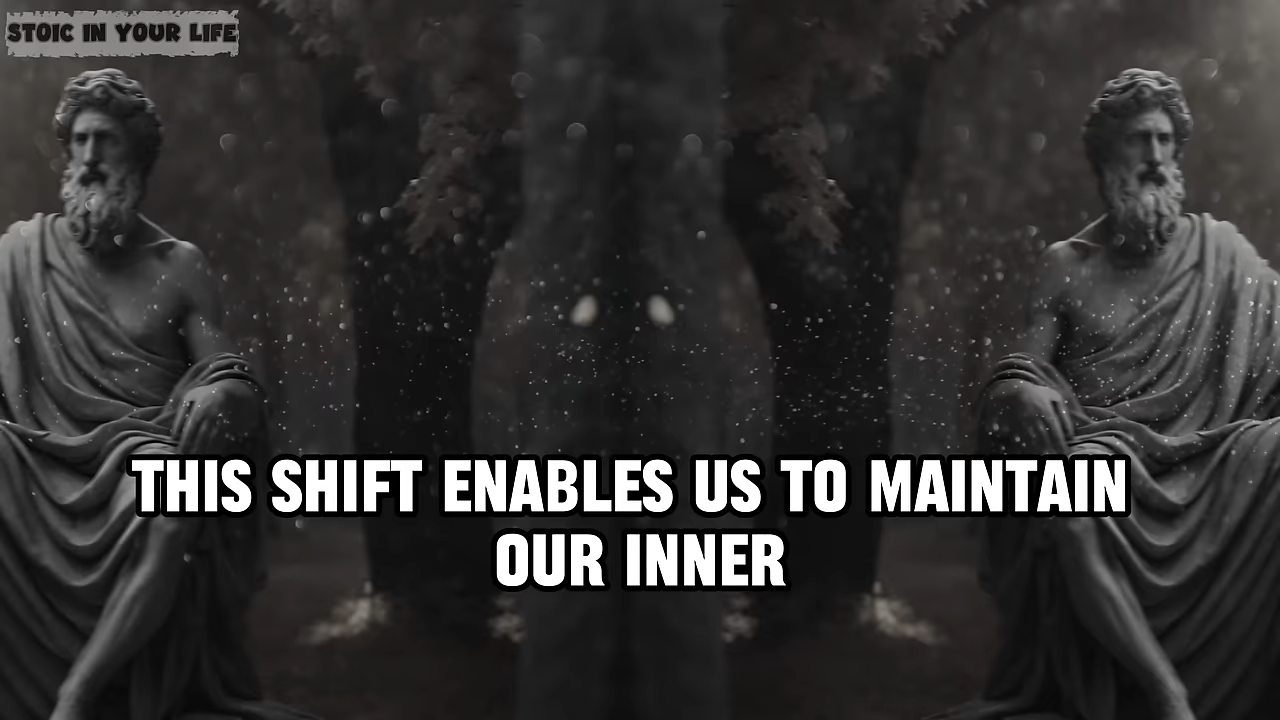 STOIC IN YOUR LIFE
THIS SHIFT ENABLES US TO MAINTAIN
OUR INNER